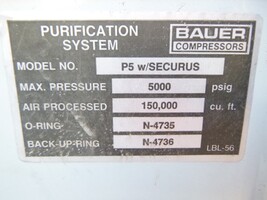 PURIFICATION SYSTEM
BAUER
COMPRESSORS
MODEL NO. P5 w/SECURUS
MAX. PRESSURE 5000 psig
AIR PROCESSED 150,000 cu. ft.
O-RING N-4735
BACK-UP-RING N-4736
LBL-56